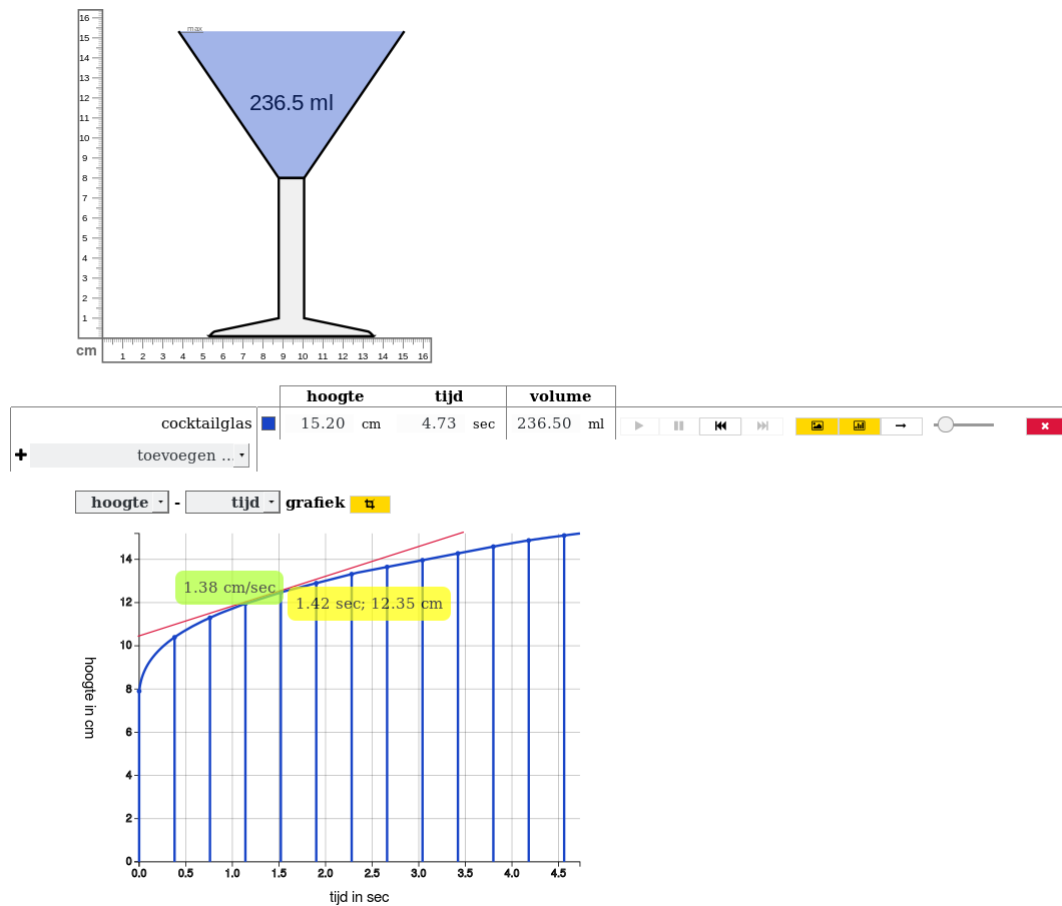 16
max
15
14
13
236.5 ml
12
11
10
9
8
7
6
5
4
3
2
1
cm
1 2 3 4 5 6 7 8 9 10 11 12 13 14 15 16
hoogte tijd volume
cocktailglas 15.20 cm 4.73 sec 236.50 ml
toevoegen ...
hoogte - tijd grafiek
14
1.38 cm/sec
12
1.42 sec; 12.35 cm
10
hoogte in cm
8
6
4
2
0
0.0 0.5 1.0 1.5 2.0 2.5 3.0 3.5 4.0 4.5
tijd in sec